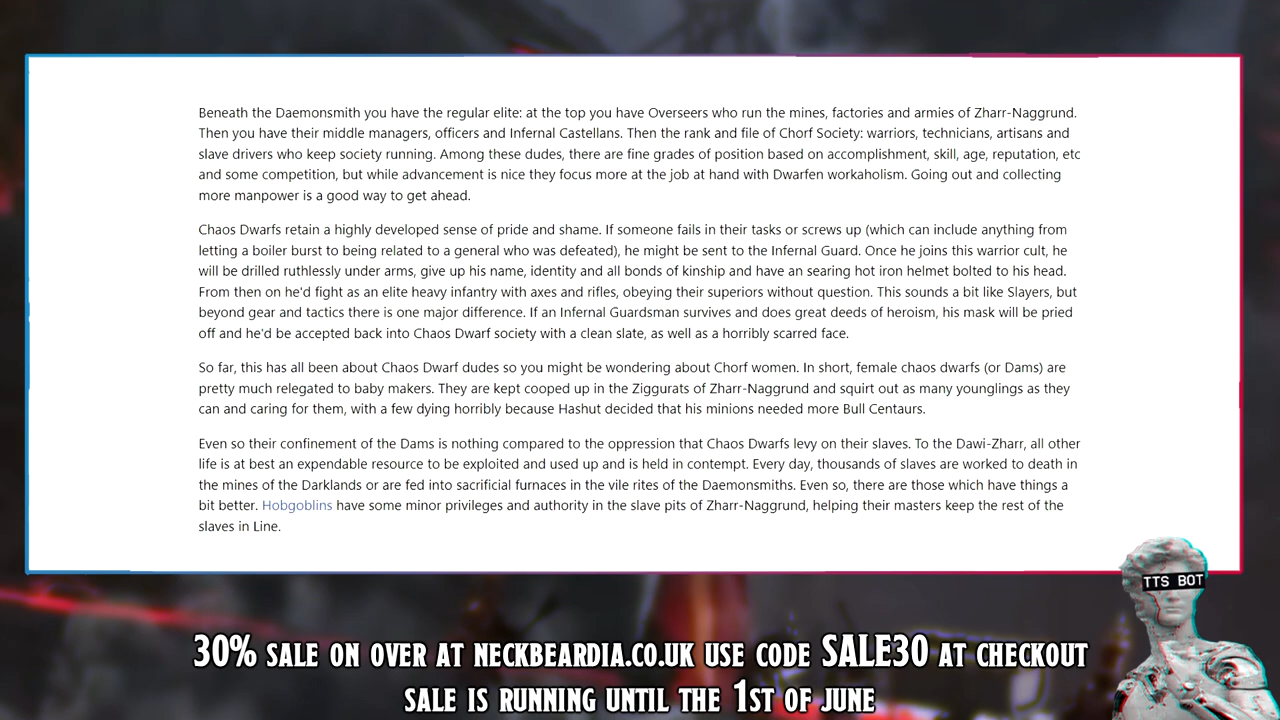 Beneath the Daemonsmith you have the regular elite: at the top you have Overseers who run the mines, factories and armies of Zharr-Naggrund.
Then you have their middle managers, officers and Infernal Castellans. Then the rank and file of Chorf Society: warriors, technicians, artisans and
slave drivers who keep society running. Among these dudes, there are fine grades of position based on accomplishment, skill, age, reputation, etc
and some competition, but while advancement is nice they focus more at the job at hand with Dwarfen workaholism. Going out and collecting
more manpower is a good way to get ahead.
Chaos Dwarfs retain a highly developed sense of pride and shame. If someone fails in their tasks or screws up (which can include anything from
letting a boiler burst to being related to a general who was defeated), he might be sent to the Infernal Guard. Once he joins this warrior cult, he
will be drilled ruthlessly under arms, give up his name, identity and all bonds of kinship and have an searing hot iron helmet bolted to his head.
From then on he'd fight as an elite heavy infantry with axes and rifles, obeying their superiors without question. This sounds a bit like Slayers, but
beyond gear and tactics there is one major difference. If an Infernal Guardsman survives and does great deeds of heroism, his mask will be pried
off and he'd be accepted back into Chaos Dwarf society with a clean slate, as well as a horribly scarred face.
So far, this has all been about Chaos Dwarf dudes so you might be wondering about Chorf women. In short, female chaos dwarfs (or Dams) are
pretty much relegated to baby makers. They are kept cooped up in the Ziggurats of Zharr-Naggrund and squirt out as many younglings as they
can and caring for them, with a few dying horribly because Hashut decided that his minions needed more Bull Centaurs.
Even so their confinement of the Dams is nothing compared to the oppression that Chaos Dwarfs levy on their slaves. To the Dawi-Zharr, all other
life is at best an expendable resource to be exploited and used up and is held in contempt. Every day, thousands of slaves are worked to death in
the mines of the Darklands or are fed into sacrificial furnaces in the vile rites of the Daemonsmiths. Even so, there are those which have things a
bit better. Hobgoblins have some minor privileges and authority in the slave pits of Zharr-Naggrund, helping their masters keep the rest of the
slaves in Line.
TTS BOT
30% SALE ON OVER AT NECKBEARDIA.CO.UK USE CODE SALE30 AT CHECKOUT
SALE IS RUNNING UNTIL THE 1ST OF JUNE